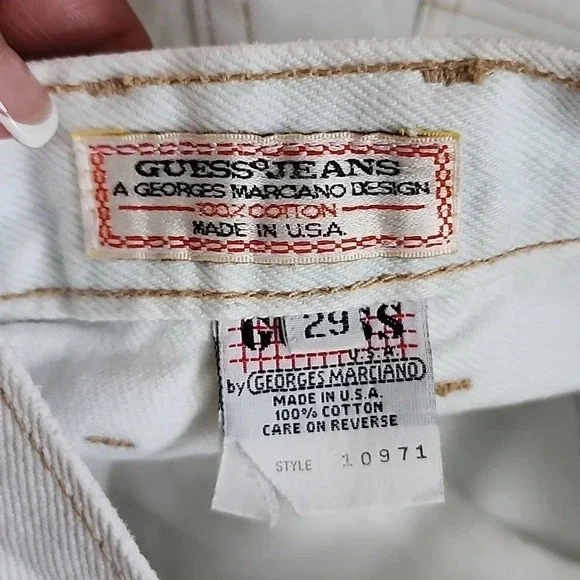 GUESS° JEANS
A GEORGES MARCIANO DESIGN
100% COTTON
MADE IN U.S.A.
29
U.S.A.
by GEORGES MARCIANO
MADE IN U.S.A.
100% COTTON
CARE ON REVERSE
STYLE 10971